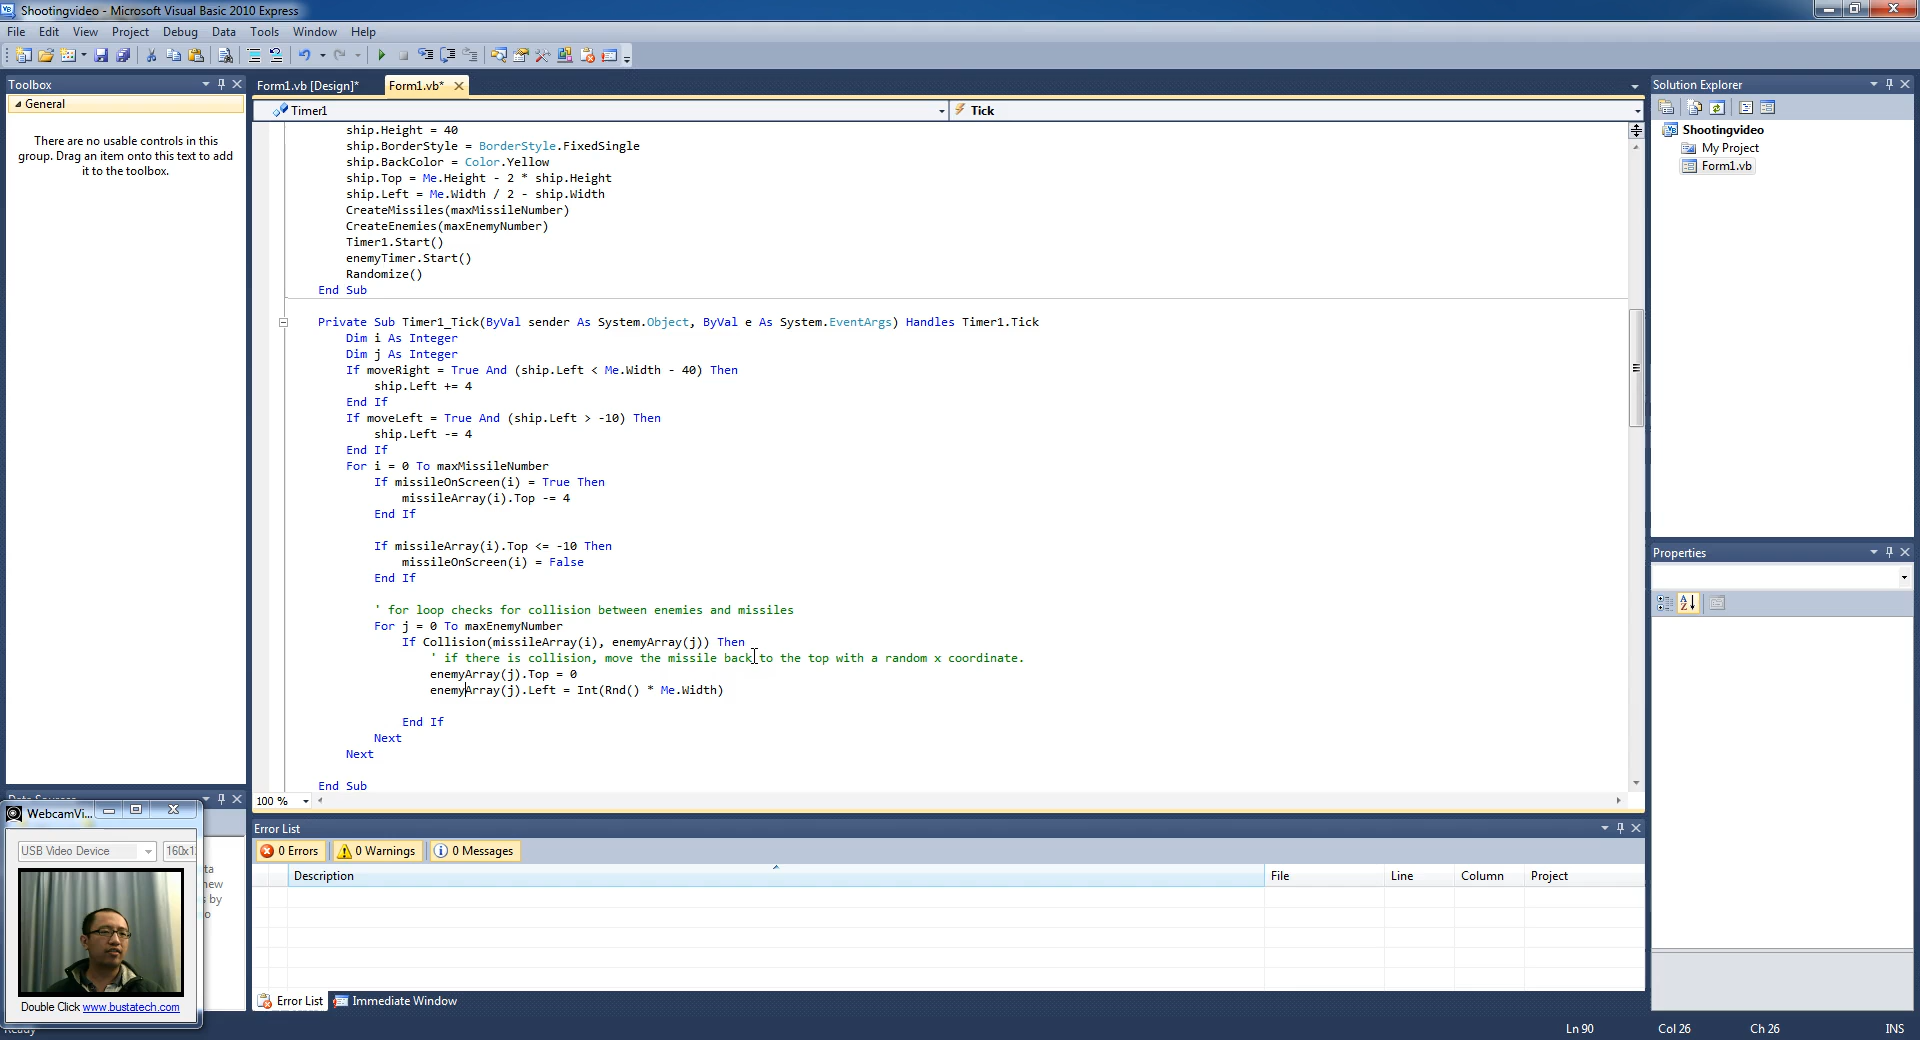 Shootingvideo - Microsoft Visual Basic 2010 Express
File Edit View Project Debug Data Tools Window Help
Toolbox
General
There are no usable controls in this
group. Drag an item onto this text to add
it to the toolbox.
Form1.vb [Design]* Form1.vb*
Timer1 Tick
ship.Height = 40
ship.BorderStyle = BorderStyle.FixedSingle
ship.BackColor = Color.Yellow
ship.Top = Me.Height - 2 * ship.Height
ship.Left = Me.Width / 2 - ship.Width
CreateMissiles(maxMissileNumber)
CreateEnemies(maxEnemyNumber)
Timer1.Start()
enemyTimer.Start()
Randomize()
End Sub
Private Sub Timer1_Tick(ByVal sender As System.Object, ByVal e As System.EventArgs) Handles Timer1.Tick
Dim i As Integer
Dim j As Integer
If moveRight = True And (ship.Left < Me.Width - 40) Then
ship.Left += 4
End If
If moveLeft = True And (ship.Left > -10) Then
ship.Left -= 4
End If
For i = 0 To maxMissileNumber
If missileOnScreen(i) = True Then
missileArray(i).Top -= 4
End If
If missileArray(i).Top <= -10 Then
missileOnScreen(i) = False
End If
' for loop checks for collision between enemies and missiles
For j = 0 To maxEnemyNumber
If Collision(missileArray(i), enemyArray(j)) Then
' if there is collision, move the missile back to the top with a random x coordinate.
enemyArray(j).Top = 0
enemyArray(j).Left = Int(Rnd() * Me.Width)
End If
Next
Next
End Sub
100 %
Solution Explorer
Shootingvideo
My Project
Form1.vb
Properties
WebcamVi...
USB Video Device 160x1
ta
new
s by
o
Double Click www.bustatech.com
Error List
0 Errors 0 Warnings 0 Messages
Description File Line Column Project
Error List Immediate Window
Ln 90 Col 26 Ch 26 INS